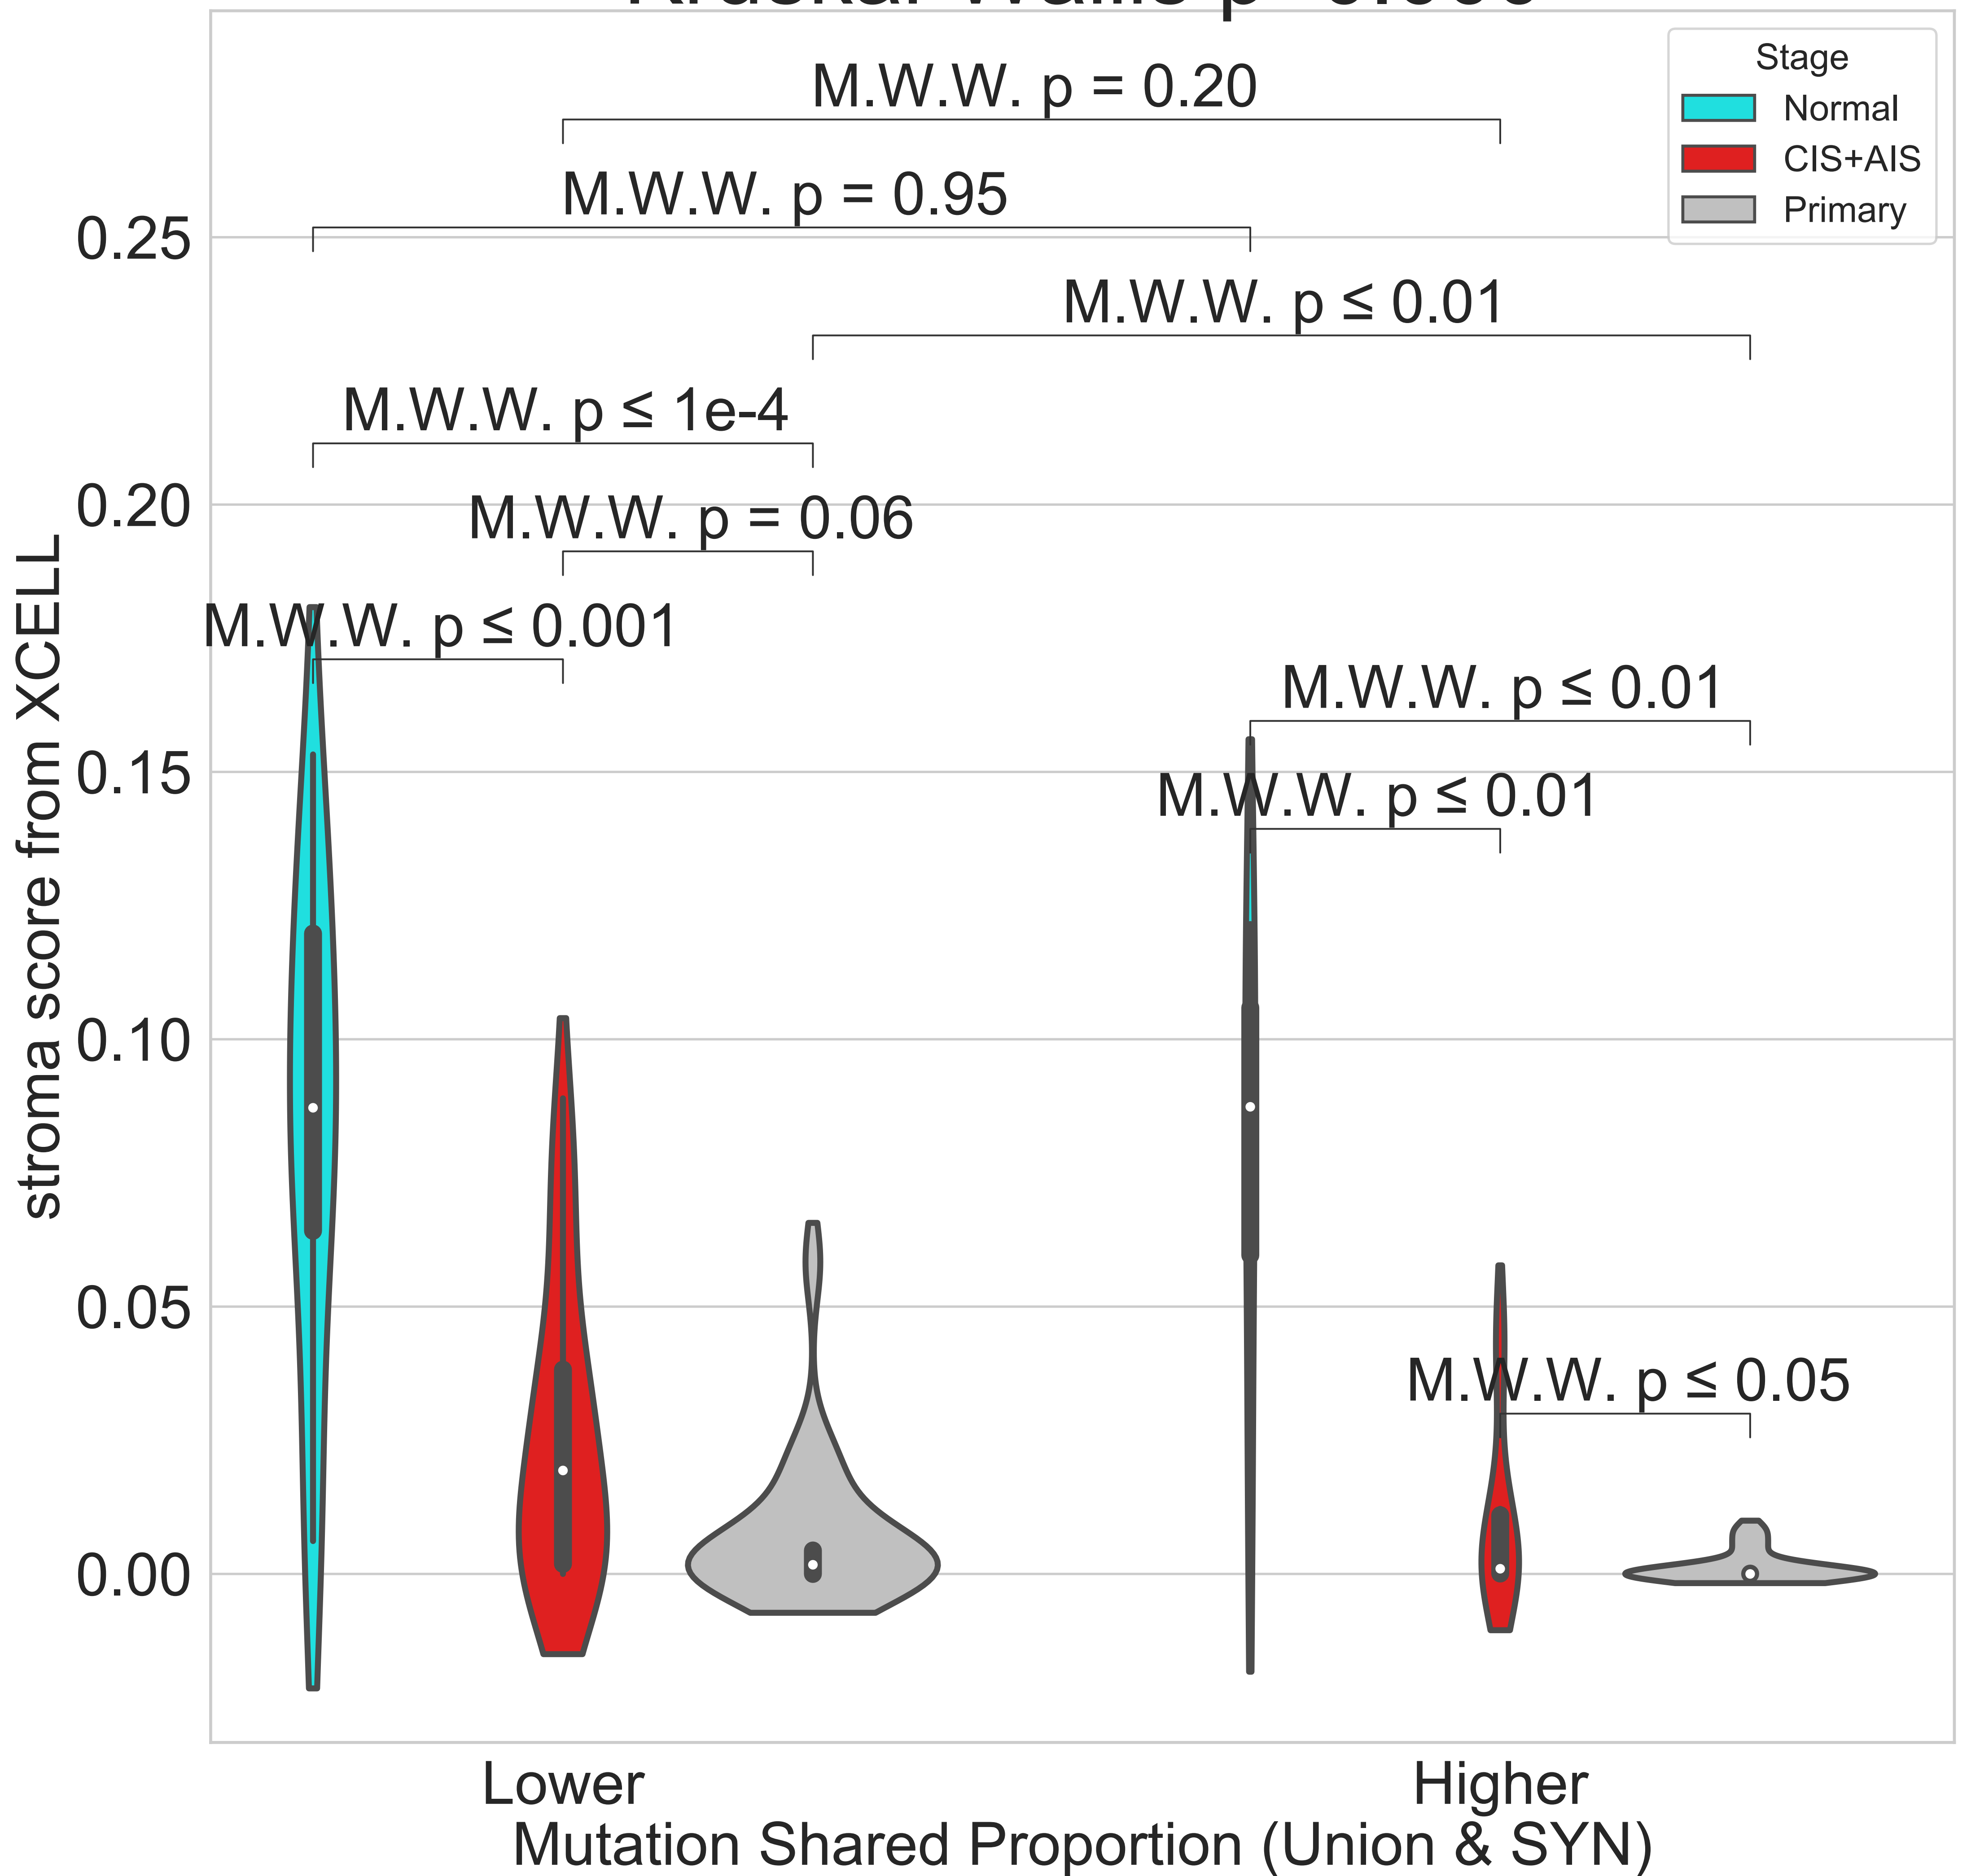 Stage
Normal
CIS+AIS
Primary
M.W.W. p = 0.20
M.W.W. p = 0.95
M.W.W. p ≤ 0.01
M.W.W. p ≤ 1e-4
M.W.W. p = 0.06
M.W.W. p ≤ 0.001
M.W.W. p ≤ 0.01
M.W.W. p ≤ 0.01
M.W.W. p ≤ 0.05
stroma score from XCELL
0.25
0.20
0.15
0.10
0.05
0.00
Lower
Higher
Mutation Shared Proportion (Union & SYN)